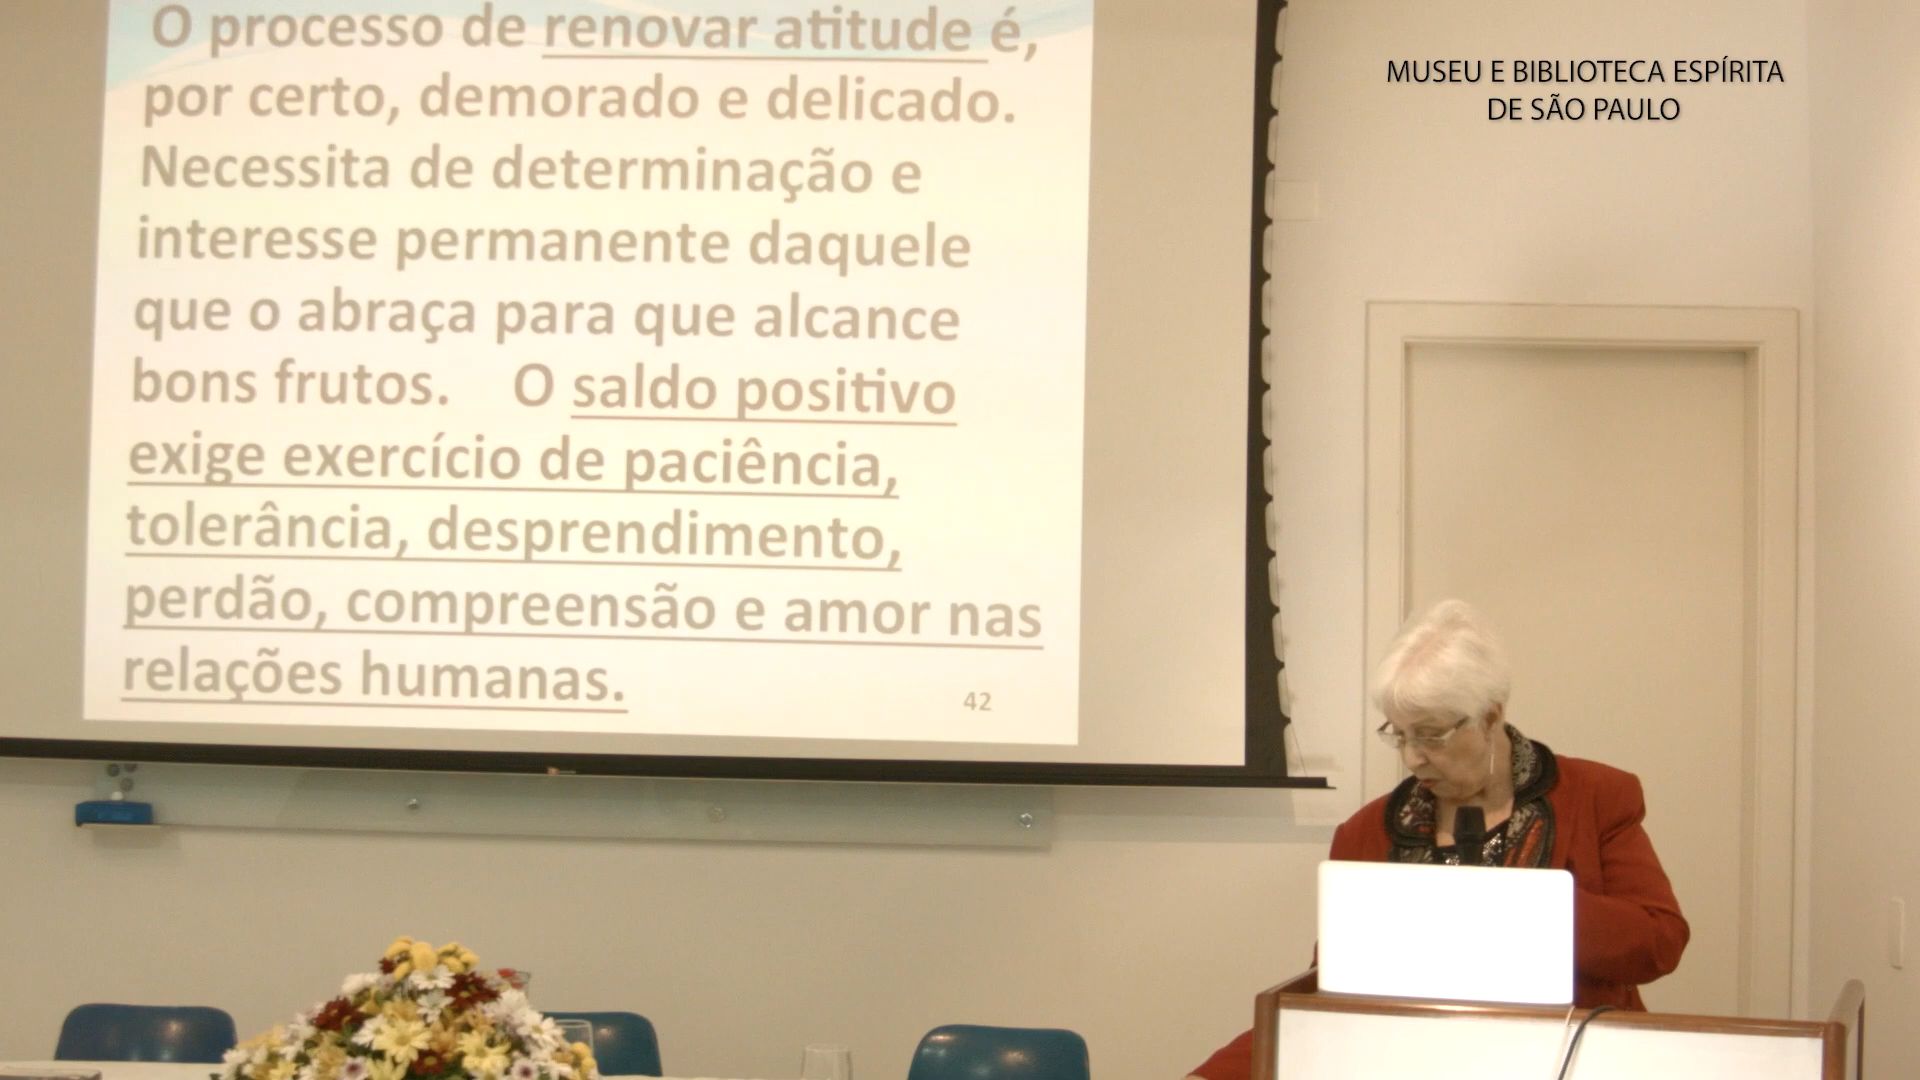 O processo de renovar atitude é,
por certo, demorado e delicado.
Necessita de determinação e
interesse permanente daquele
que o abraça para que alcance
bons frutos. O saldo positivo
exige exercício de paciência,
tolerância, desprendimento,
perdão, compreensão e amor nas
relações humanas.
42
MUSEU E BIBLIOTECA ESPÍRITA
DE SÃO PAULO